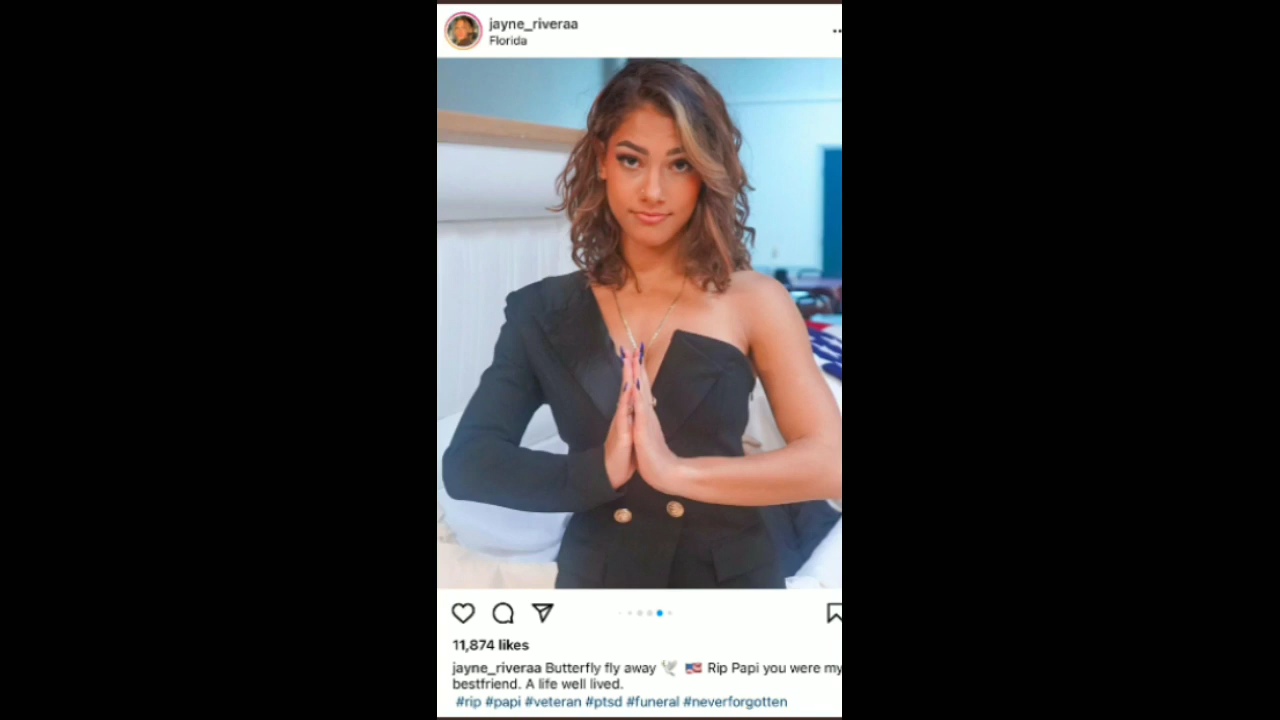 jayne_riveraa
Florida
11,874 likes
jayne_riveraa Butterfly fly away 🕊️ 🇺🇸 Rip Papi you were my
bestfriend. A life well lived.
#rip #papi #veteran #ptsd #funeral #neverforgotten